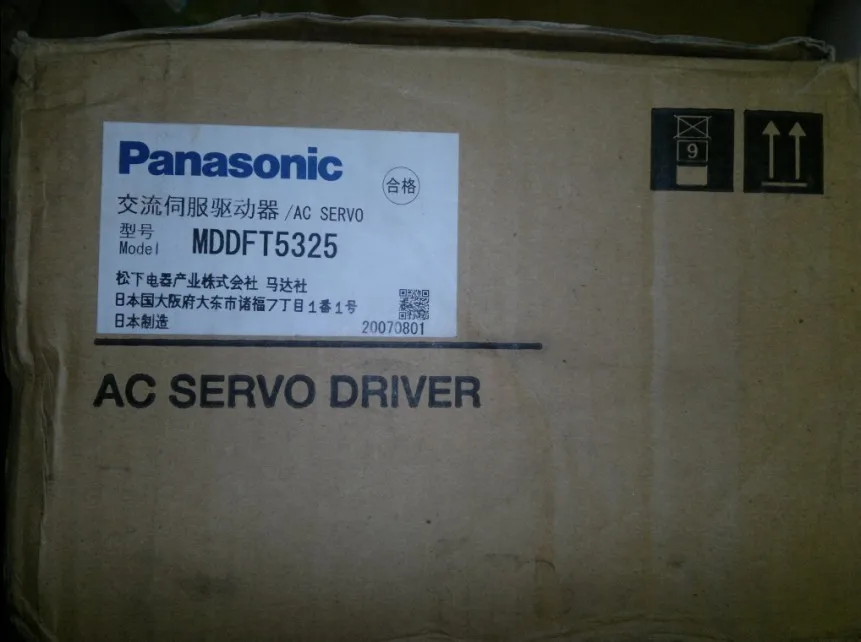 Panasonic
合格
交流伺服驱动器 /AC SERVO
型号
Model MDDFT5325
松下电器产业株式会社 马达社
日本国大阪府大东市诸福7丁目1番1号
日本制造
20070801
9
AC SERVO DRIVER